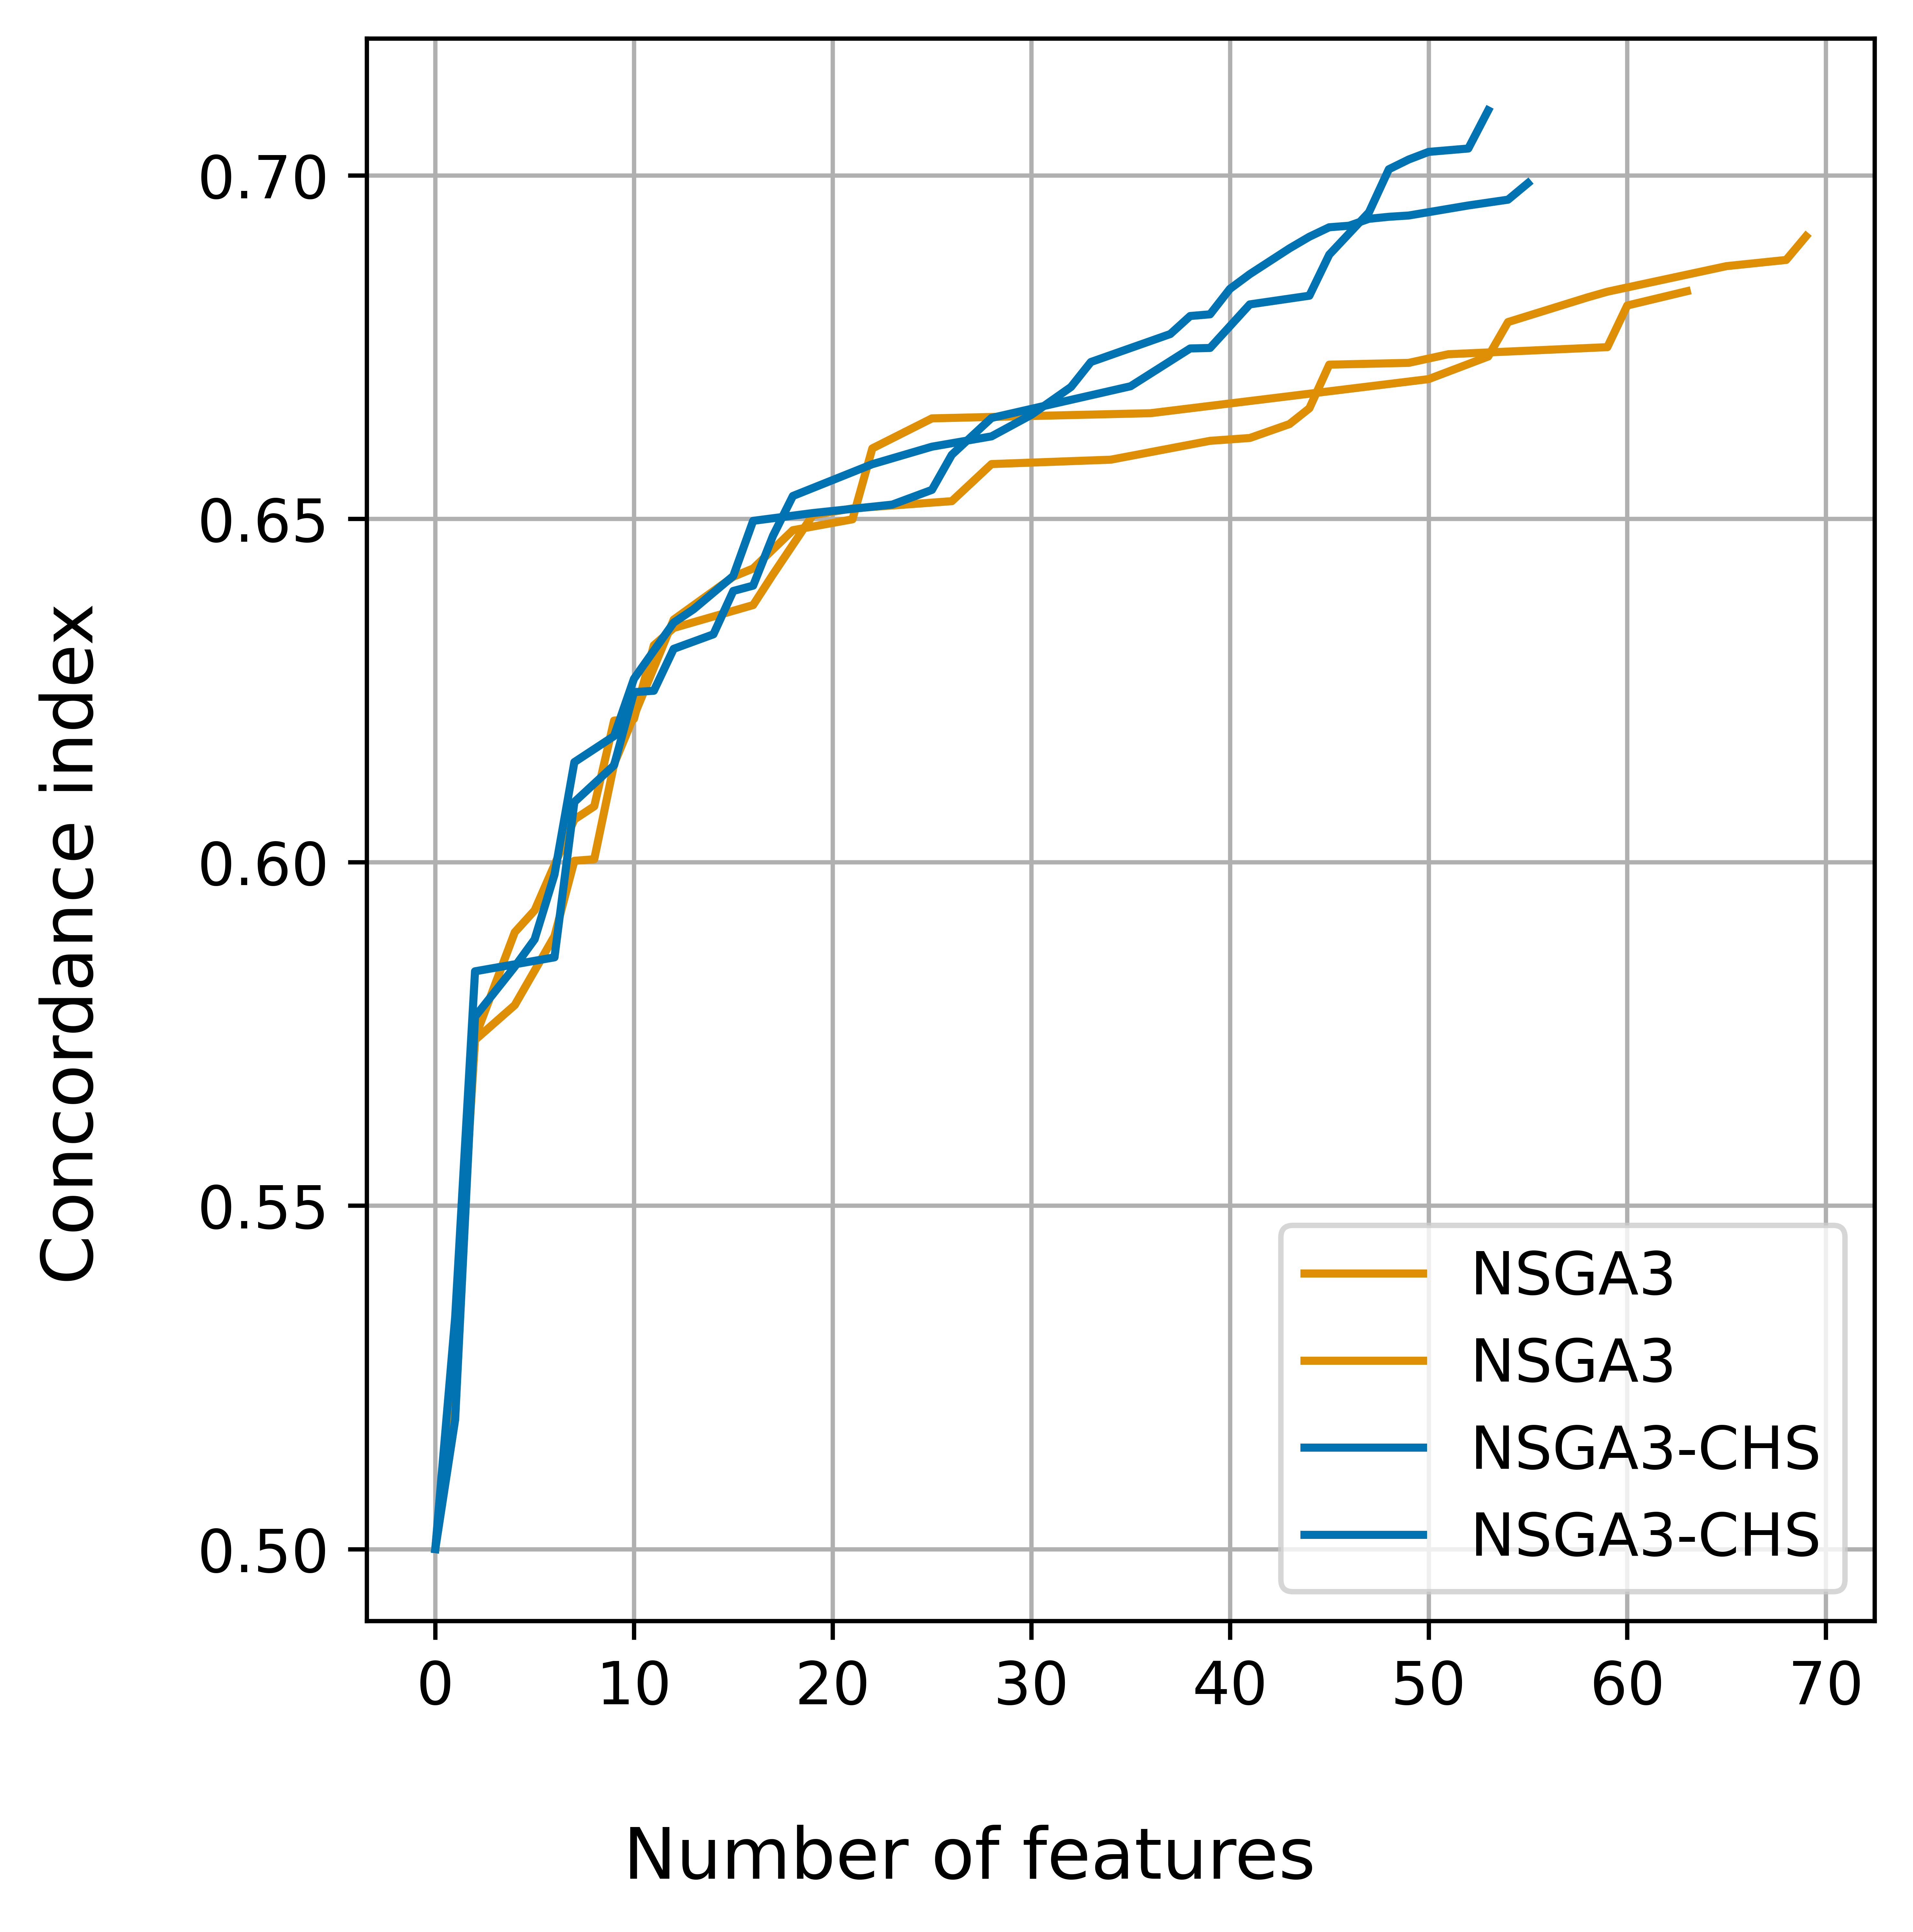 Concordance index
0.70
0.65
0.60
0.55
0.50
NSGA3
NSGA3
NSGA3-CHS
NSGA3-CHS
0 10 20 30 40 50 60 70
Number of features